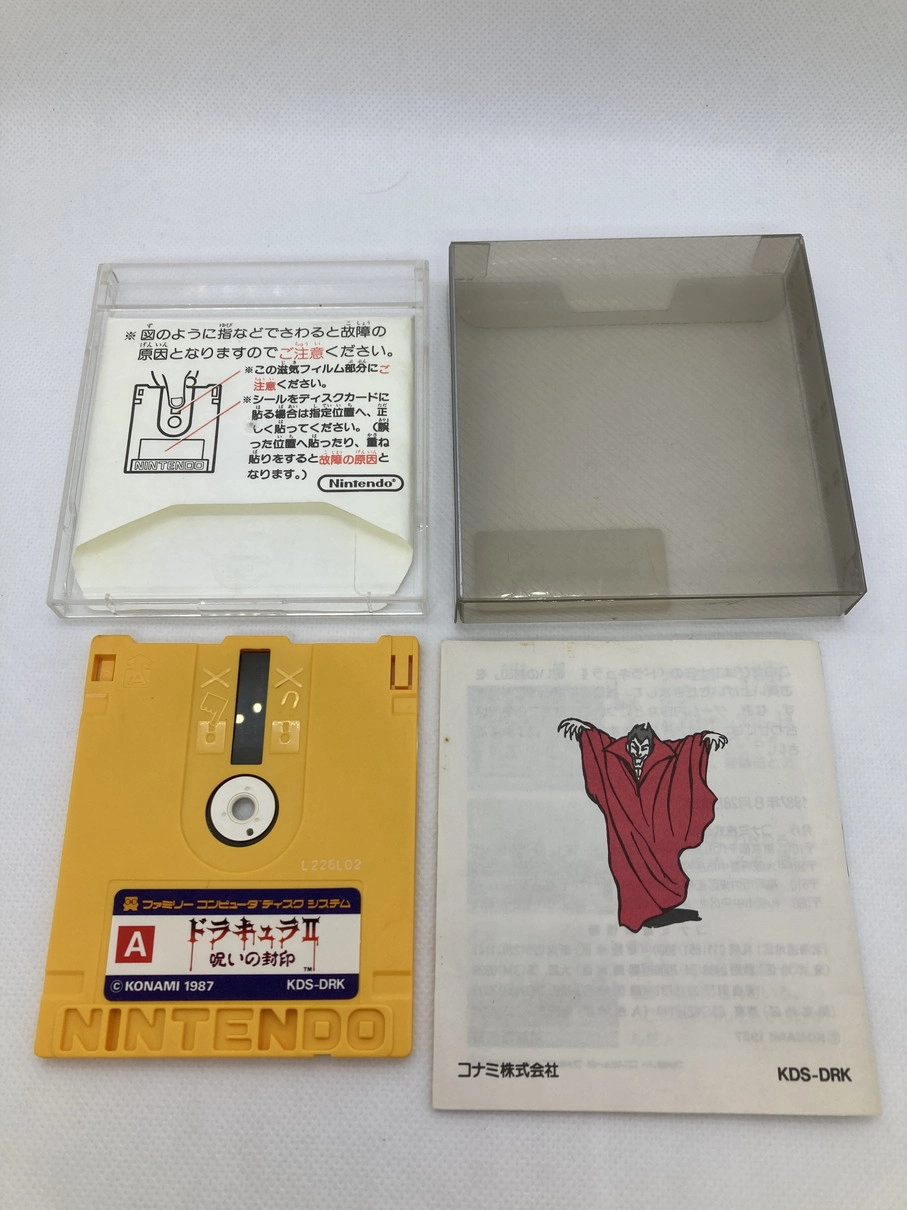 ※図のように指などでさわると故障の
原因となりますのでご注意ください。
※この磁気フィルム部分にご
注意ください。
※シールをディスクカードに
貼る場合は指定位置へ、正
しく貼ってください。(誤
った位置へ貼ったり、重ね
貼りをすると故障の原因と
なります。)
NINTENDO
Nintendo®
L226L02
ファミリー コンピュータ ディスク システム
A
ドラキュラII
呪いの封印
TM
©KONAMI 1987
KDS-DRK
NINTENDO
コナミ株式会社
KDS-DRK